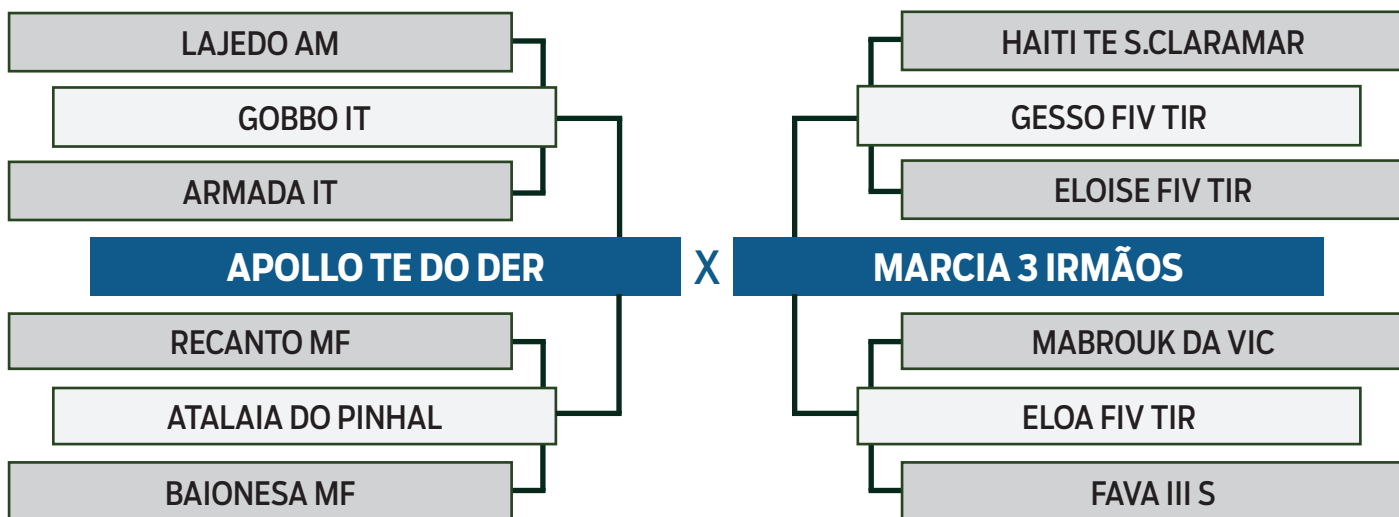 LAJEDO AM
HAITI TE S.CLARAMAR
GOBBO IT
GESSO FIV TIR
ARMADA IT
ELOISE FIV TIR
APOLLO TE DO DER X MARCIA 3 IRMÃOS
RECANTO MF
MABROUK DA VIC
ATALAIA DO PINHAL
ELOA FIV TIR
BAIONESA MF
FAVA III S